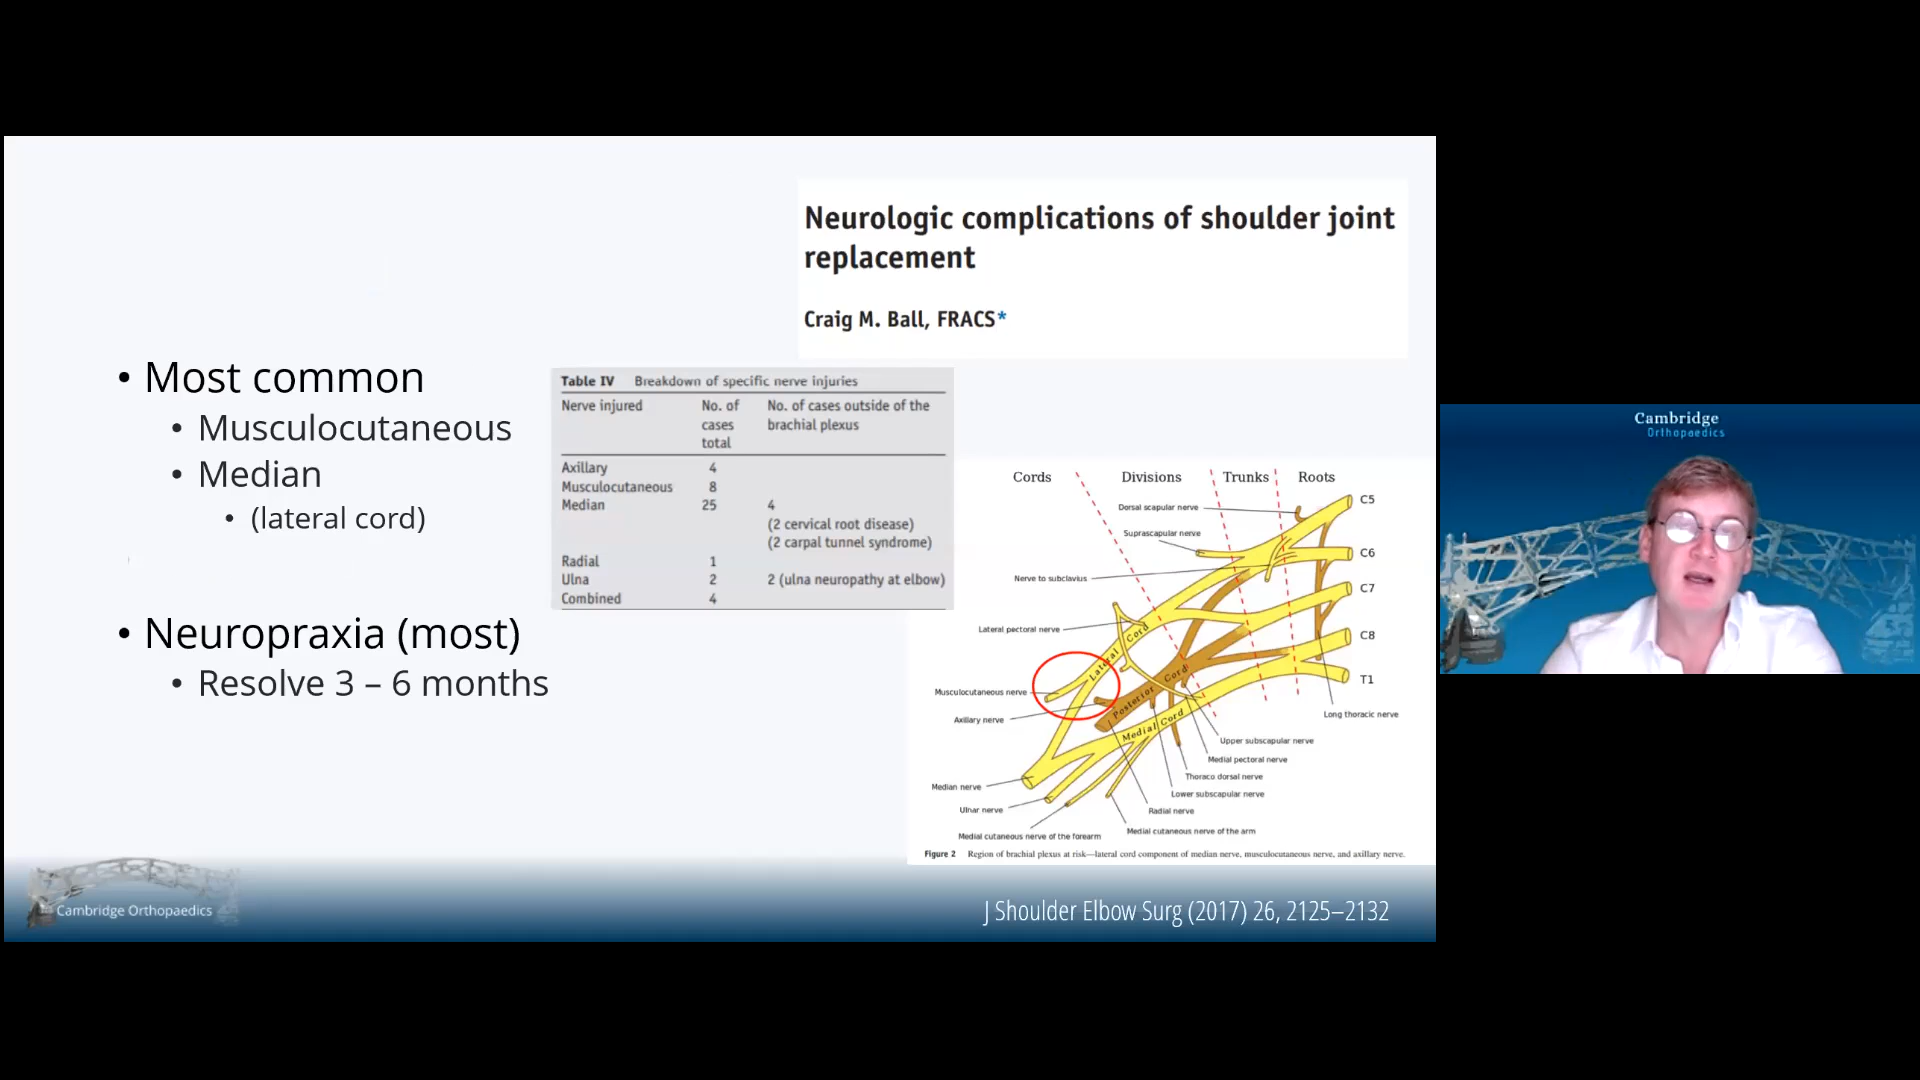 Neurologic complications of shoulder joint
replacement
Craig M. Ball, FRACS*
• Most common
• Musculocutaneous
• Median
• (lateral cord)
• Neuropraxia (most)
• Resolve 3 – 6 months
Table IV Breakdown of specific nerve injuries
Nerve injured No. of cases total No. of cases outside of the brachial plexus
Axillary 4
Musculocutaneous 8
Median 25 4
(2 cervical root disease)
(2 carpal tunnel syndrome)
Radial 1
Ulna 2 2 (ulna neuropathy at elbow)
Combined 4
Cords Divisions Trunks Roots
Dorsal scapular nerve
C5
Suprascapular nerve
C6
Nerve to subclavius
C7
Lateral pectoral nerve
C8
Lateral Cord
Posterior Cord
Medial Cord
T1
Musculocutaneous nerve
Axillary nerve
Long thoracic nerve
Upper subscapular nerve
Medial pectoral nerve
Thoraco dorsal nerve
Median nerve
Lower subscapular nerve
Ulnar nerve
Radial nerve
Medial cutaneous nerve of the forearm
Medial cutaneous nerve of the arm
Figure 2 Region of brachial plexus at risk—lateral cord component of median nerve, musculocutaneous nerve, and axillary nerve.
Cambridge Orthopaedics
J Shoulder Elbow Surg (2017) 26, 2125–2132
Cambridge
Orthopaedics